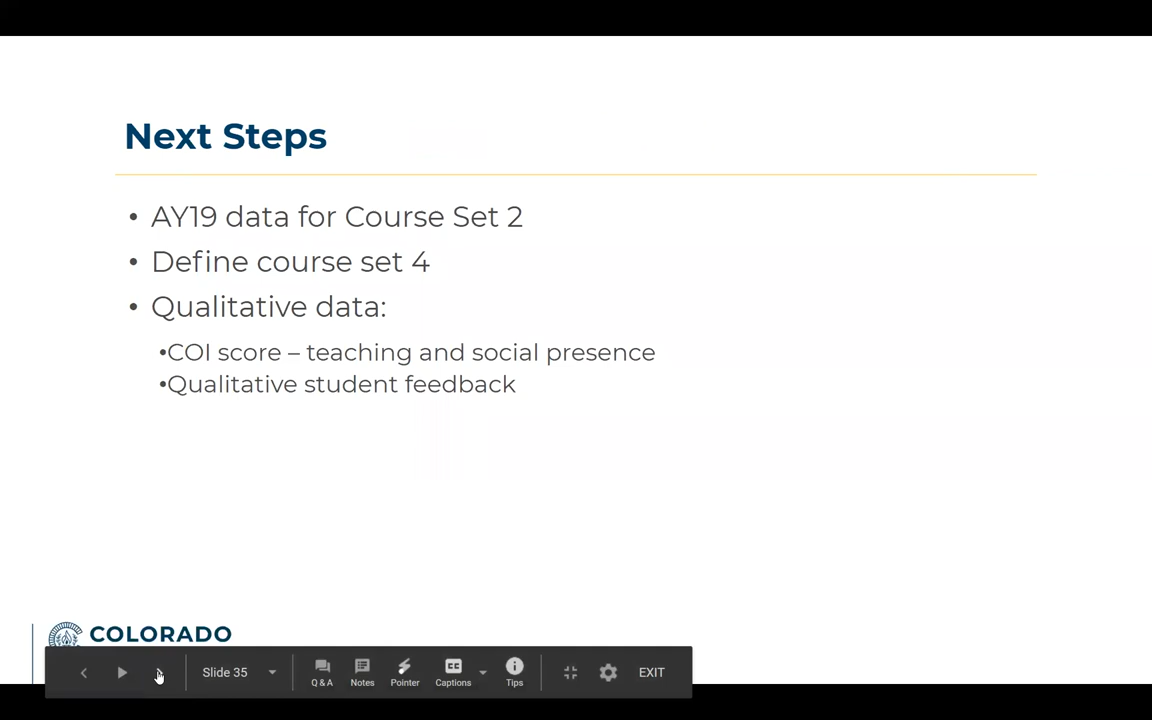 Next Steps
• AY19 data for Course Set 2
• Define course set 4
• Qualitative data:
•COI score – teaching and social presence
•Qualitative student feedback
COLORADO
Slide 35
Q & A
Notes
Pointer
Captions
Tips
EXIT